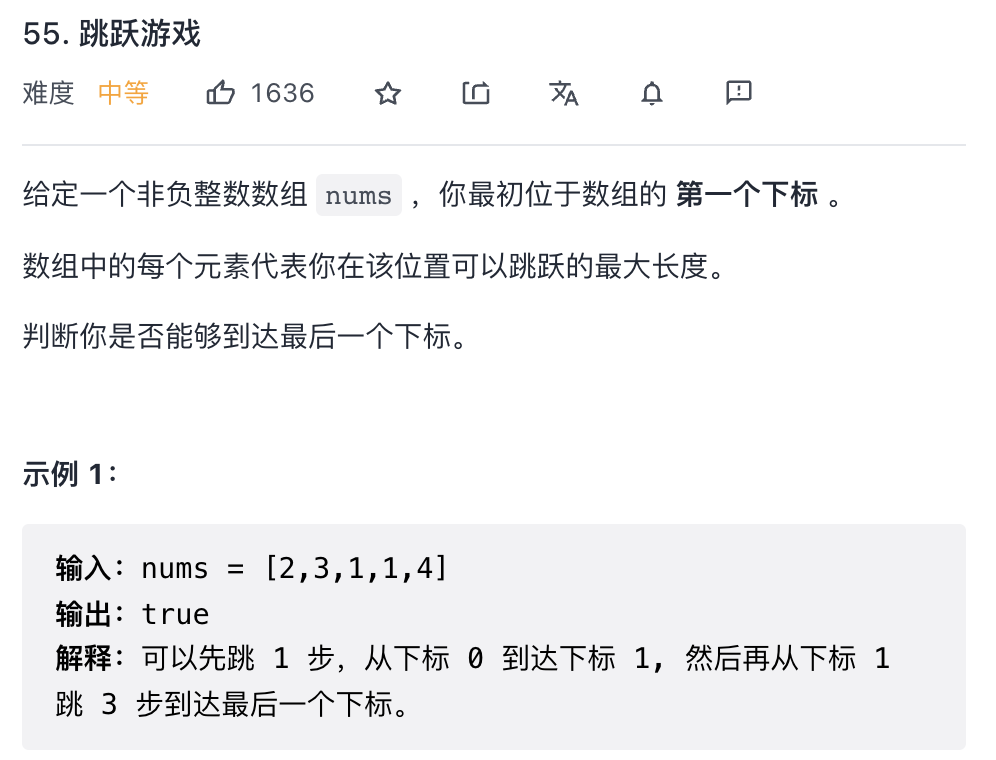 55. 跳跃游戏
难度 中等 1636
给定一个非负整数数组 nums ，你最初位于数组的 第一个下标 。
数组中的每个元素代表你在该位置可以跳跃的最大长度。
判断你是否能够到达最后一个下标。
示例 1：
输入：nums = [2,3,1,1,4]
输出：true
解释：可以先跳 1 步，从下标 0 到达下标 1, 然后再从下标 1
跳 3 步到达最后一个下标。